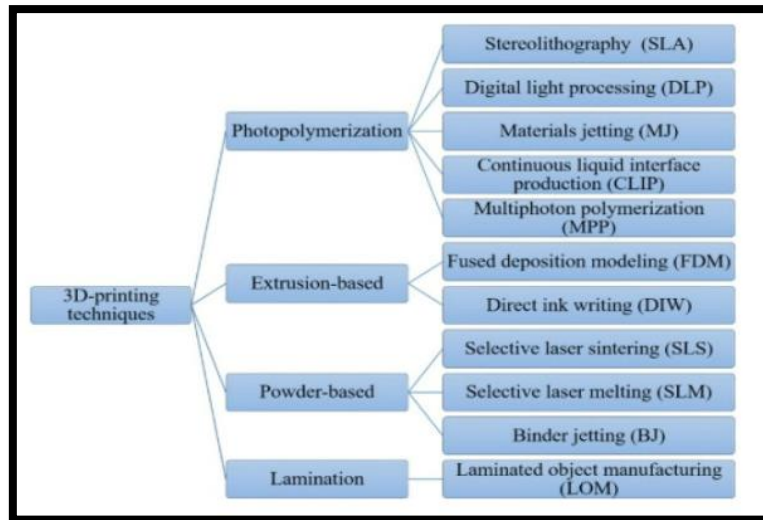 Stereolithography (SLA)
Digital light processing (DLP)
Photopolymerization
Materials jetting (MJ)
Continuous liquid interface
production (CLIP)
Multiphoton polymerization
(MPP)
Fused deposition modeling (FDM)
Extrusion-based
3D-printing
techniques
Direct ink writing (DIW)
Selective laser sintering (SLS)
Powder-based
Selective laser melting (SLM)
Binder jetting (BJ)
Lamination
Laminated object manufacturing
(LOM)